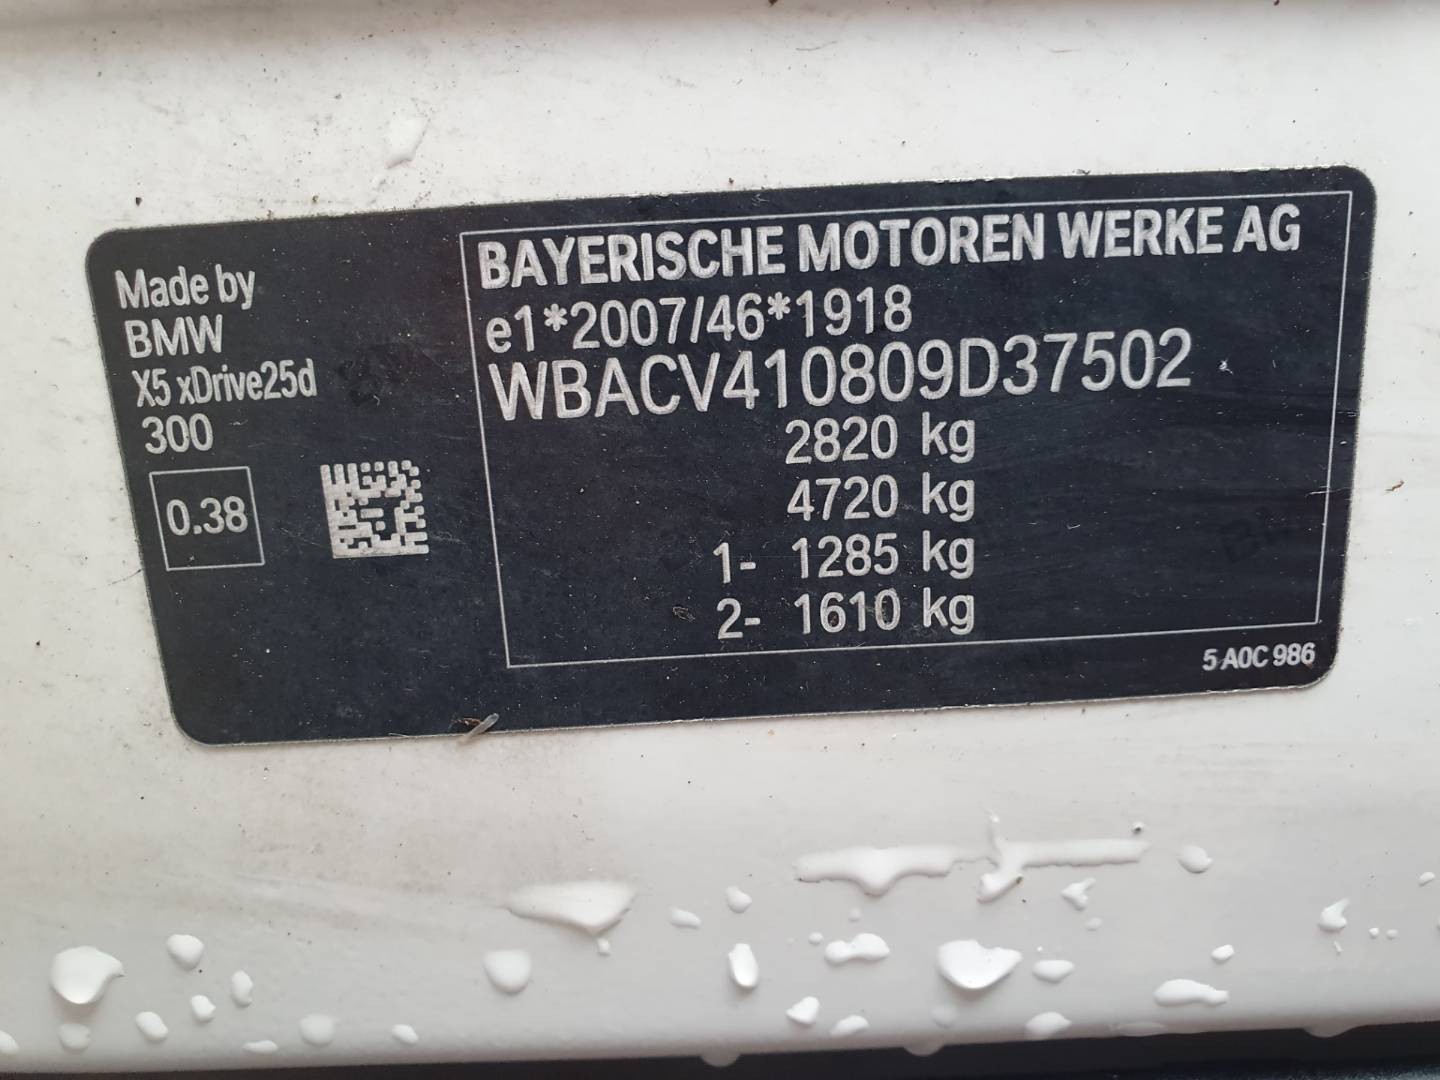 Made by
BMW
X5 xDrive25d
300
0.38
BAYERISCHE MOTOREN WERKE AG
e1*2007/46*1918
WBACV410809D37502
2820 kg
4720 kg
1- 1285 kg
2- 1610 kg
5 A0C 986